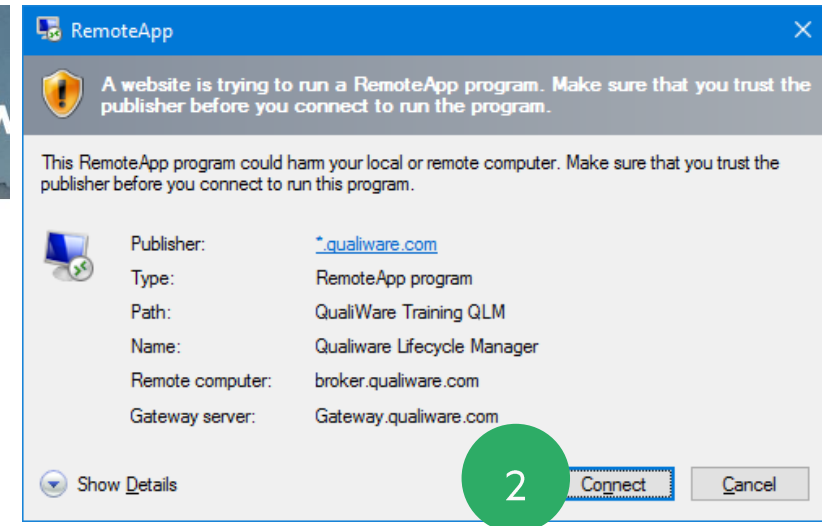 RemoteApp
A website is trying to run a RemoteApp program. Make sure that you trust the
publisher before you connect to run the program.
This RemoteApp program could harm your local or remote computer. Make sure that you trust the
publisher before you connect to run this program.
Publisher: *.qualiware.com
Type: RemoteApp program
Path: QualiWare Training QLM
Name: Qualiware Lifecycle Manager
Remote computer: broker.qualiware.com
Gateway server: Gateway.qualiware.com
Show Details 2 Connect Cancel